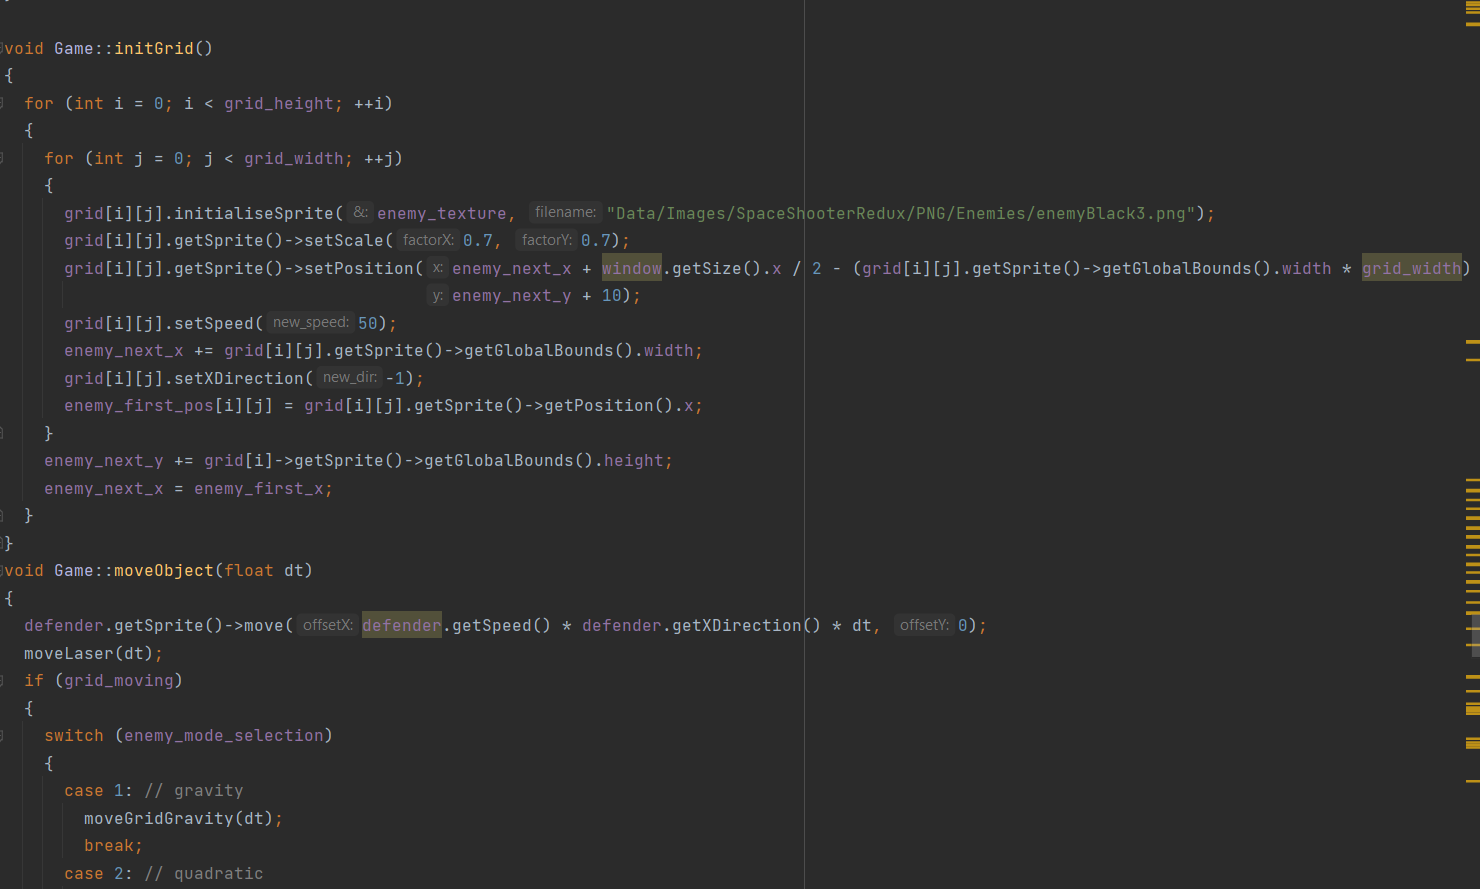 void Game::initGrid()
{
for (int i = 0; i < grid_height; ++i)
{
for (int j = 0; j < grid_width; ++j)
{
grid[i][j].initialiseSprite( &: enemy_texture, filename: "Data/Images/SpaceShooterRedux/PNG/Enemies/enemyBlack3.png");
grid[i][j].getSprite()->setScale( factorX: 0.7, factorY: 0.7);
grid[i][j].getSprite()->setPosition( x: enemy_next_x + window.getSize().x / 2 - (grid[i][j].getSprite()->getGlobalBounds().width * grid_width)
y: enemy_next_y + 10);
grid[i][j].setSpeed( new_speed: 50);
enemy_next_x += grid[i][j].getSprite()->getGlobalBounds().width;
grid[i][j].setXDirection( new_dir: -1);
enemy_first_pos[i][j] = grid[i][j].getSprite()->getPosition().x;
}
enemy_next_y += grid[i]->getSprite()->getGlobalBounds().height;
enemy_next_x = enemy_first_x;
}
}
void Game::moveObject(float dt)
{
defender.getSprite()->move( offsetX: defender.getSpeed() * defender.getXDirection() * dt, offsetY: 0);
moveLaser(dt);
if (grid_moving)
{
switch (enemy_mode_selection)
{
case 1: // gravity
moveGridGravity(dt);
break;
case 2: // quadratic